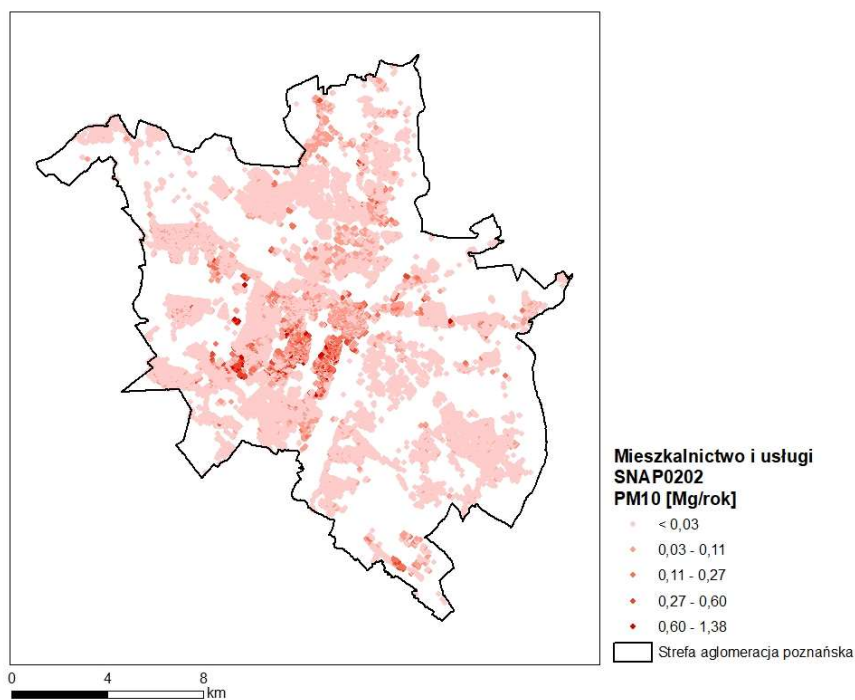 Mieszkalnictwo i usługi
SNAP0202
PM10 [Mg/rok]
< 0,03
0,03 - 0,11
0,11 - 0,27
0,27 - 0,60
0,60 - 1,38
Strefa aglomeracja poznańska
0 4 8
km